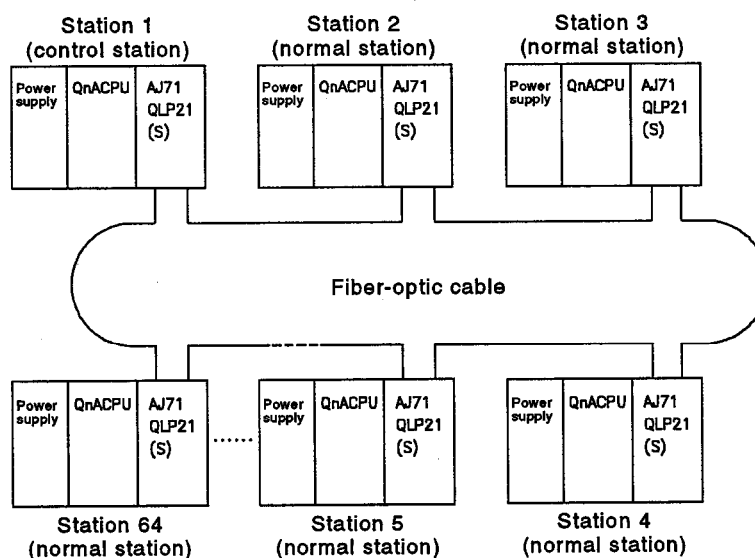 Station 1
(control station)
Station 2
(normal station)
Station 3
(normal station)
Power
supply
QnACPU
AJ71
QLP21
(S)
Power
supply
QnACPU
AJ71
QLP21
(S)
Power
supply
QnACPU
AJ71
QLP21
(S)
Fiber-optic cable
Power
supply
QnACPU
AJ71
QLP21
(S)
Power
supply
QnACPU
AJ71
QLP21
(S)
Power
supply
QnACPU
AJ71
QLP21
(S)
Station 64
(normal station)
Station 5
(normal station)
Station 4
(normal station)